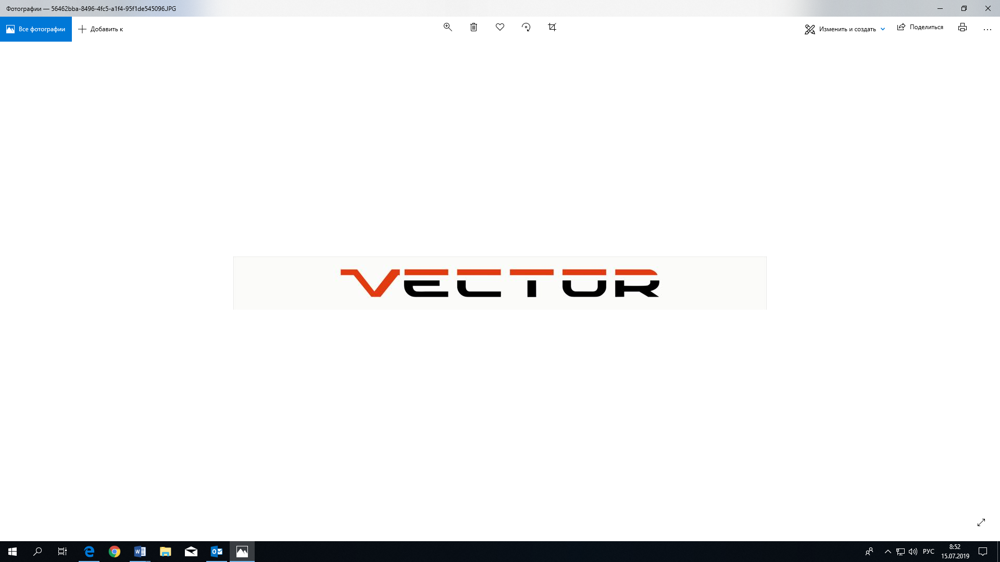 Фотографии — 56462bba-8496-4fc5-a1f4-95f1de545096.JPG
Все фотографии
Добавить к
Изменить и создать
Поделиться
VECTOR
РУС
8:52
15.07.2019